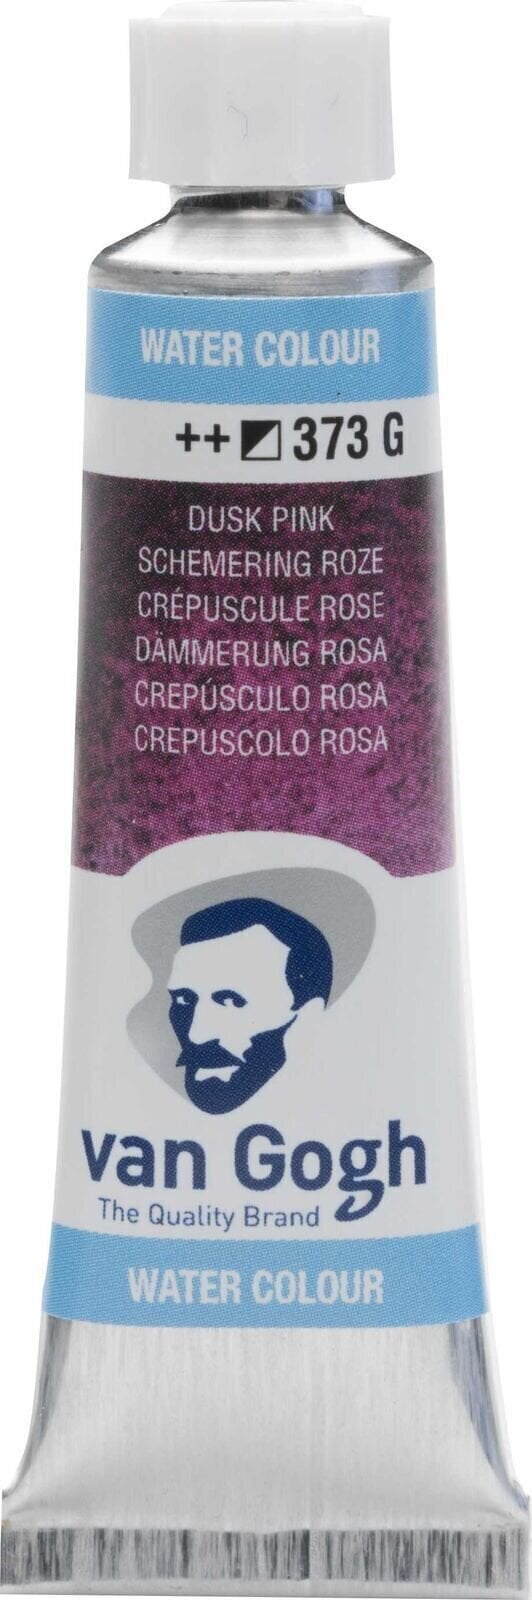 WATER COLOUR
++ 373 G
DUSK PINK
SCHEMERING ROZE
CRÉPUSCULE ROSE
DÄMMERUNG ROSA
CREPÚSCULO ROSA
CREPUSCOLO ROSA
van Gogh
The Quality Brand
WATER COLOUR